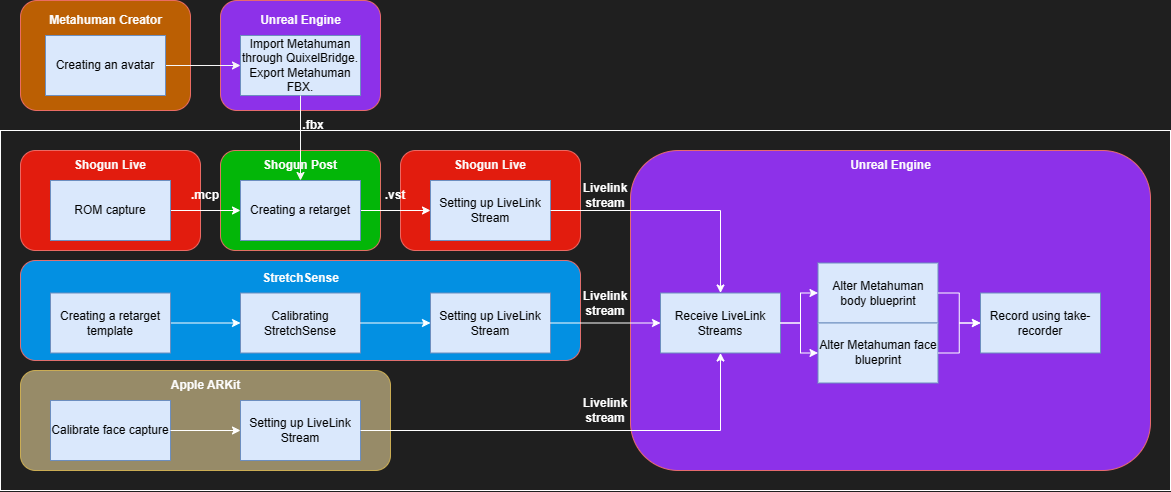 Metahuman Creator
Creating an avatar
Unreal Engine
Import Metahuman
through QuixelBridge.
Export Metahuman
FBX.
.fbx
Shogun Live
ROM capture
.mcp
Shogun Post
Creating a retarget
.vst
Shogun Live
Setting up LiveLink
Stream
Livelink
stream
StretchSense
Creating a retarget
template
Calibrating
StretchSense
Setting up LiveLink
Stream
Livelink
stream
Apple ARKit
Calibrate face capture
Setting up LiveLink
Stream
Livelink
stream
Unreal Engine
Receive LiveLink
Streams
Alter Metahuman
body blueprint
Alter Metahuman face
blueprint
Record using take-
recorder